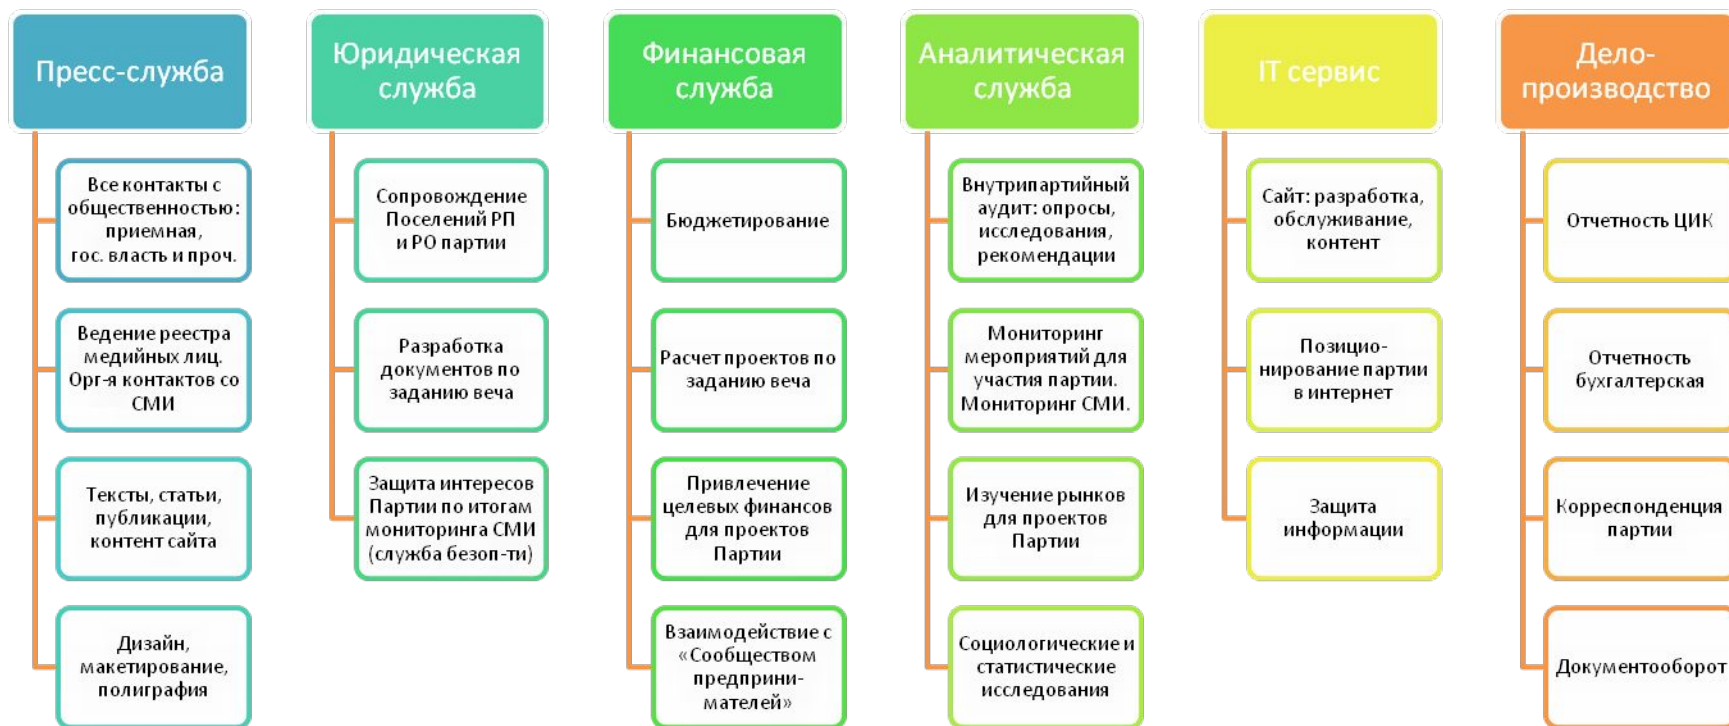 Пресс-служба
Все контакты с
общественностью:
приемная,
гос. власть и проч.
Ведение реестра
медийных лиц.
Орг-я контактов со
СМИ
Тексты, статьи,
публикации,
контент сайта
Дизайн,
макетирование,
полиграфия
Юридическая
служба
Сопровождение
Поселений РП
и РО партии
Разработка
документов по
заданию веча
Защита интересов
Партии по итогам
мониторинга СМИ
(служба безоп-ти)
Финансовая
служба
Бюджетирование
Расчет проектов по
заданию веча
Привлечение
целевых финансов
для проектов
Партии
Взаимодействие с
«Сообществом
предприни-
мателей»
Аналитическая
служба
Внутрипартийный
аудит: опросы,
исследования,
рекомендации
Мониторинг
мероприятий для
участия партии.
Мониторинг СМИ.
Изучение рынков
для проектов
Партии
Социологические и
статистические
исследования
IT сервис
Сайт: разработка,
обслуживание,
контент
Позицио-
нирование партии
в интернет
Защита
информации
Дело-
производство
Отчетность ЦИК
Отчетность
бухгалтерская
Корреспонденция
партии
Документооборот